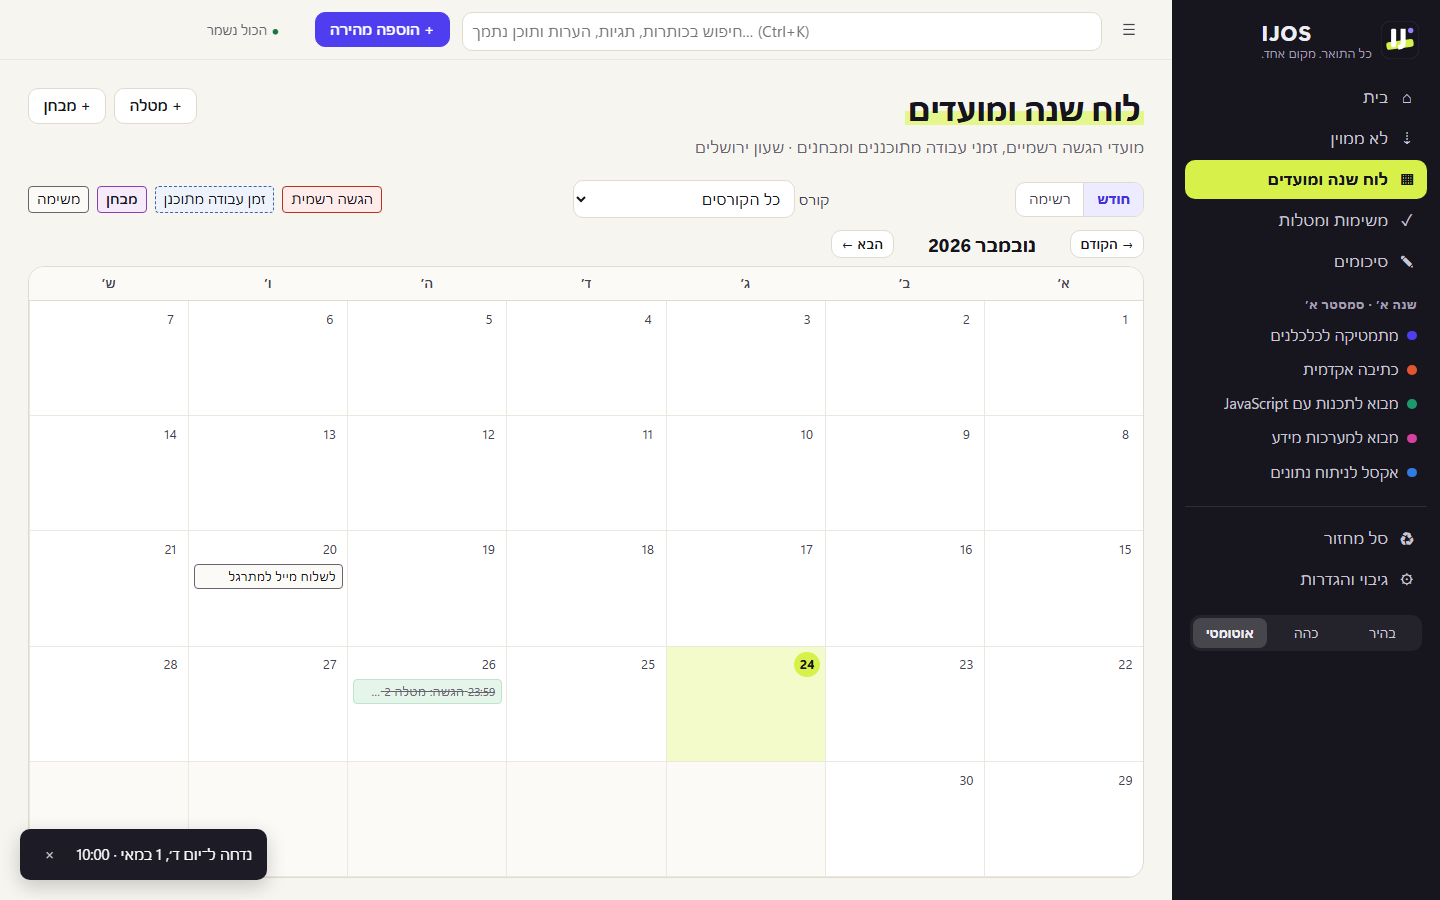 IJOS
כל התואר. מקום אחד.
בית
לא ממוין
לוח שנה ומועדים
משימות ומטלות
סיכומים
שנה א׳ · סמסטר א׳
מתמטיקה לכלכלנים
כתיבה אקדמית
מבוא לתכנות עם JavaScript
מבוא למערכות מידע
אקסל לניתוח נתונים
סל מחזור
גיבוי והגדרות
בהיר
כהה
אוטומטי
חיפוש בכותרות, תגיות, הערות ותוכן נתמך… (Ctrl+K)
+ הוספה מהירה
הכול נשמר
לוח שנה ומועדים
מועדי הגשה רשמיים, זמני עבודה מתוכננים ומבחנים · שעון ירושלים
+ מטלה
+ מבחן
חודש
רשימה
קורס
כל הקורסים
הגשה רשמית
זמן עבודה מתוכנן
מבחן
משימה
→ הקודם
נובמבר 2026
הבא ←
א׳ ב׳ ג׳ ד׳ ה׳ ו׳ ש׳
1 2 3 4 5 6 7
8 9 10 11 12 13 14
15 16 17 18 19 20 21
לשלוח מייל למתרגל
22 23 24 25 26 27 28
23:59 הגשה: מטלה 2 -…
29 30
נדחה ל־יום ד׳, 1 במאי · 10:00 ×